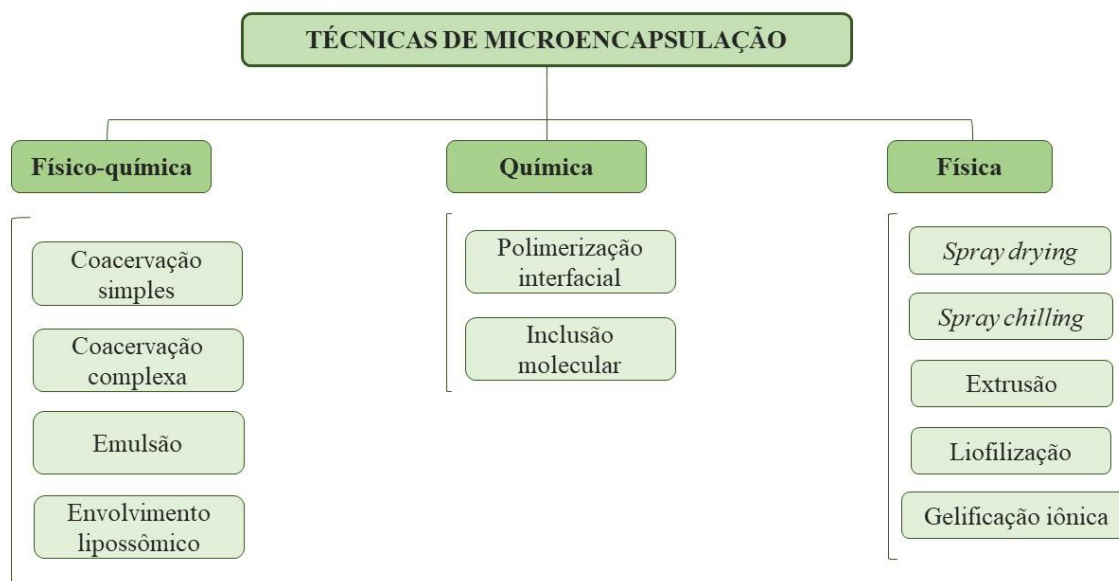 TÉCNICAS DE MICROENCAPSULAÇÃO
Físico-química
Coacervação
simples
Coacervação
complexa
Emulsão
Envolvimento
lipossômico
Química
Polimerização
interfacial
Inclusão
molecular
Física
Spray drying
Spray chilling
Extrusão
Liofilização
Gelificação iônica